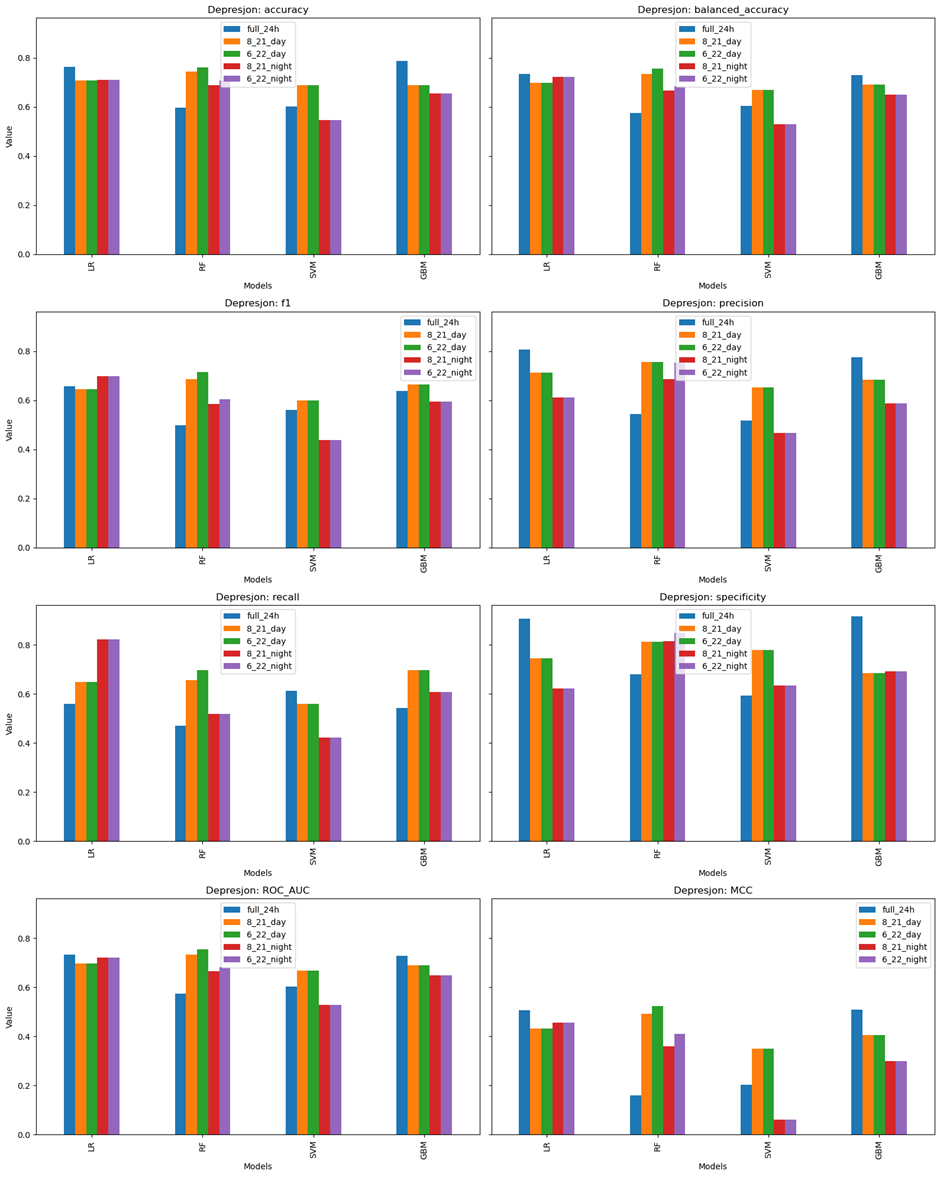 Depresjon: accuracy
Value
0.0
0.2
0.4
0.6
0.8
full_24h
8_21_day
6_22_day
8_21_night
6_22_night
LR
RF
SVM
GBM
Models
Depresjon: balanced_accuracy
full_24h
8_21_day
6_22_day
8_21_night
6_22_night
LR
RF
SVM
GBM
Models
Depresjon: f1
Value
0.0
0.2
0.4
0.6
0.8
full_24h
8_21_day
6_22_day
8_21_night
6_22_night
LR
RF
SVM
GBM
Models
Depresjon: precision
full_24h
8_21_day
6_22_day
8_21_night
6_22_night
LR
RF
SVM
GBM
Models
Depresjon: recall
Value
0.0
0.2
0.4
0.6
0.8
full_24h
8_21_day
6_22_day
8_21_night
6_22_night
LR
RF
SVM
GBM
Models
Depresjon: specificity
full_24h
8_21_day
6_22_day
8_21_night
6_22_night
LR
RF
SVM
GBM
Models
Depresjon: ROC_AUC
Value
0.0
0.2
0.4
0.6
0.8
full_24h
8_21_day
6_22_day
8_21_night
6_22_night
LR
RF
SVM
GBM
Models
Depresjon: MCC
full_24h
8_21_day
6_22_day
8_21_night
6_22_night
LR
RF
SVM
GBM
Models